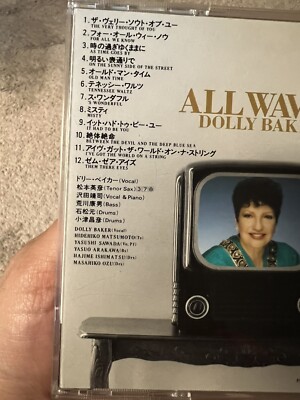 1. ザ・ヴェリー・ソウト・オブ・ユー
THE VERY THOUGHT OF YOU
2. フォー・オール・ウィー・ノウ
FOR ALL WE KNOW
3. 時の過ぎゆくままに
AS TIME GOES BY
4. 明るい表通りで
ON THE SUNNY SIDE OF THE STREET
5. オールド・マン・タイム
OLD MAN TIME
6. テネシー・ワルツ
TENNESSEE WALTZ
7. ス・ワンダフル
'S WONDERFUL
8. ミスティ
MISTY
9. イット・ハド・トゥ・ビー・ユー
IT HAD TO BE YOU
10. 絶体絶命
BETWEEN THE DEVIL AND THE DEEP BLUE SEA
11. アイヴ・ガット・ザ・ワールド・オン・ナ・ストリング
I'VE GOT THE WORLD ON A STRING
12. ゼム・ゼア・アイズ
THEM THERE EYES
ALL WA
DOLLY BAK
ドリー・ベイカー(Vocal)
松本英彦(Tenor Sax)
沢田靖司(Vocal & Piano)
荒川康男(Bass)
石松元(Drums)
小津昌彦(Drums)
DOLLY BAKER(Vocal)
HIDEHIKO MATSUMOTO(Ts)
YASUSHI SAWADA(Vo,Pf)
YASUO ARAKAWA(Bs)
HAJIME ISHIMATSU(Drs)
MASAHIKO OZU(Drs)